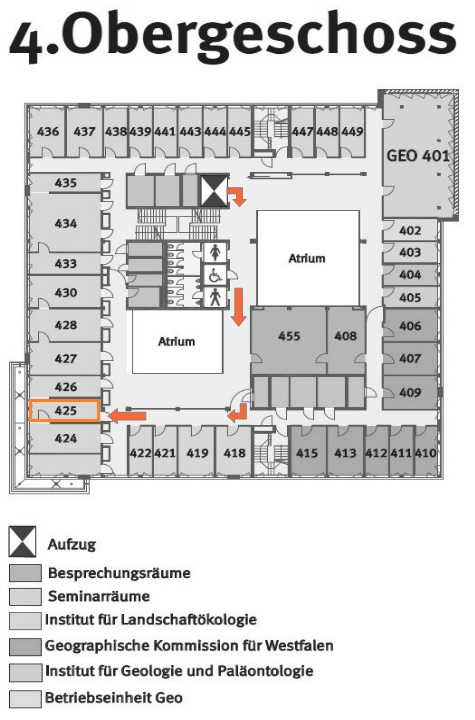 4.Obergeschoss
436 437 438 439 441 443 444 445 447 448 449
GEO 401
435
434
433
430
428
427
426
425
424
402
403
404
405
406
407
409
Atrium
Atrium
455 408
422 421 419 418 415 413 412 411 410
Aufzug
Besprechungsräume
Seminarräume
Institut für Landschaftökologie
Geographische Kommission für Westfalen
Institut für Geologie und Paläontologie
Betriebseinheit Geo